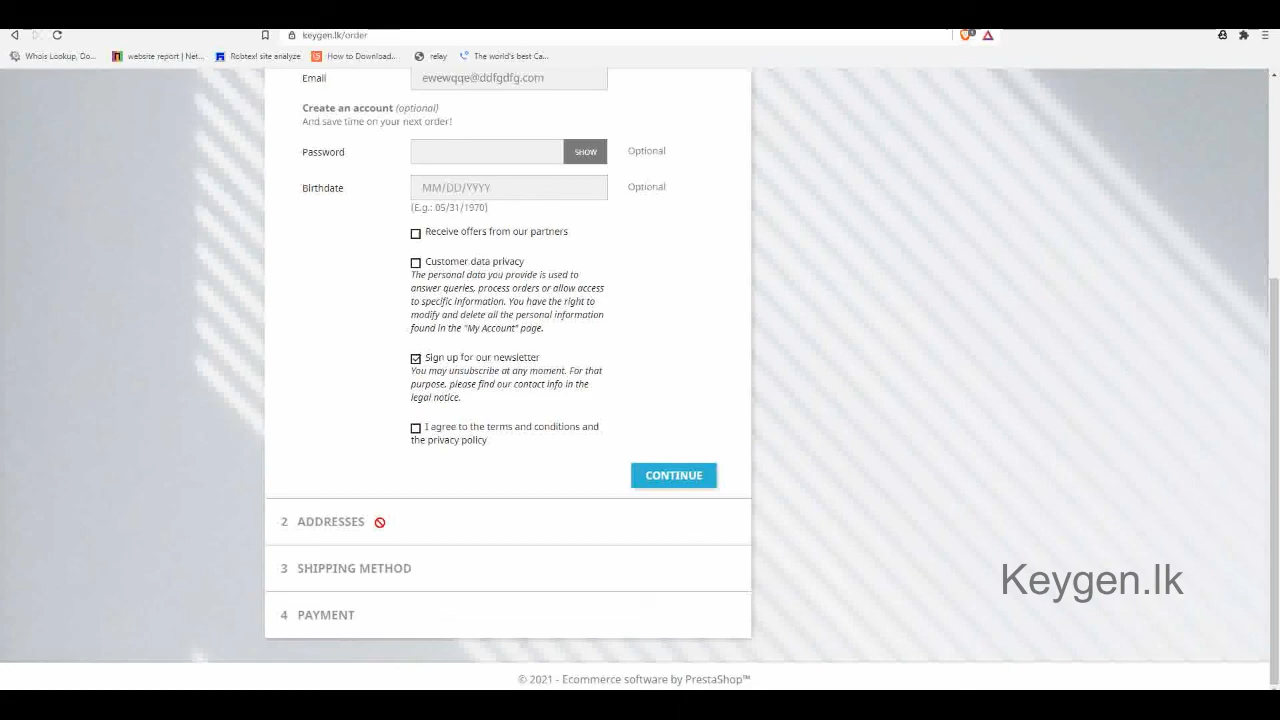 keygen.lk/order
Whois Lookup, Do...
website report | Net...
Robtex! site analyze
How to Download...
relay
The world's best Ca...
Email
ewewqqe@ddfgdfg.com
Create an account (optional)
And save time on your next order!
Password
SHOW
Optional
Birthdate
MM/DD/YYYY
Optional
(E.g.: 05/31/1970)
Receive offers from our partners
Customer data privacy
The personal data you provide is used to
answer queries, process orders or allow access
to specific information. You have the right to
modify and delete all the personal information
found in the "My Account" page.
Sign up for our newsletter
You may unsubscribe at any moment. For that
purpose, please find our contact info in the
legal notice.
I agree to the terms and conditions and
the privacy policy
CONTINUE
2 ADDRESSES
3 SHIPPING METHOD
4 PAYMENT
Keygen.lk
© 2021 - Ecommerce software by PrestaShop™